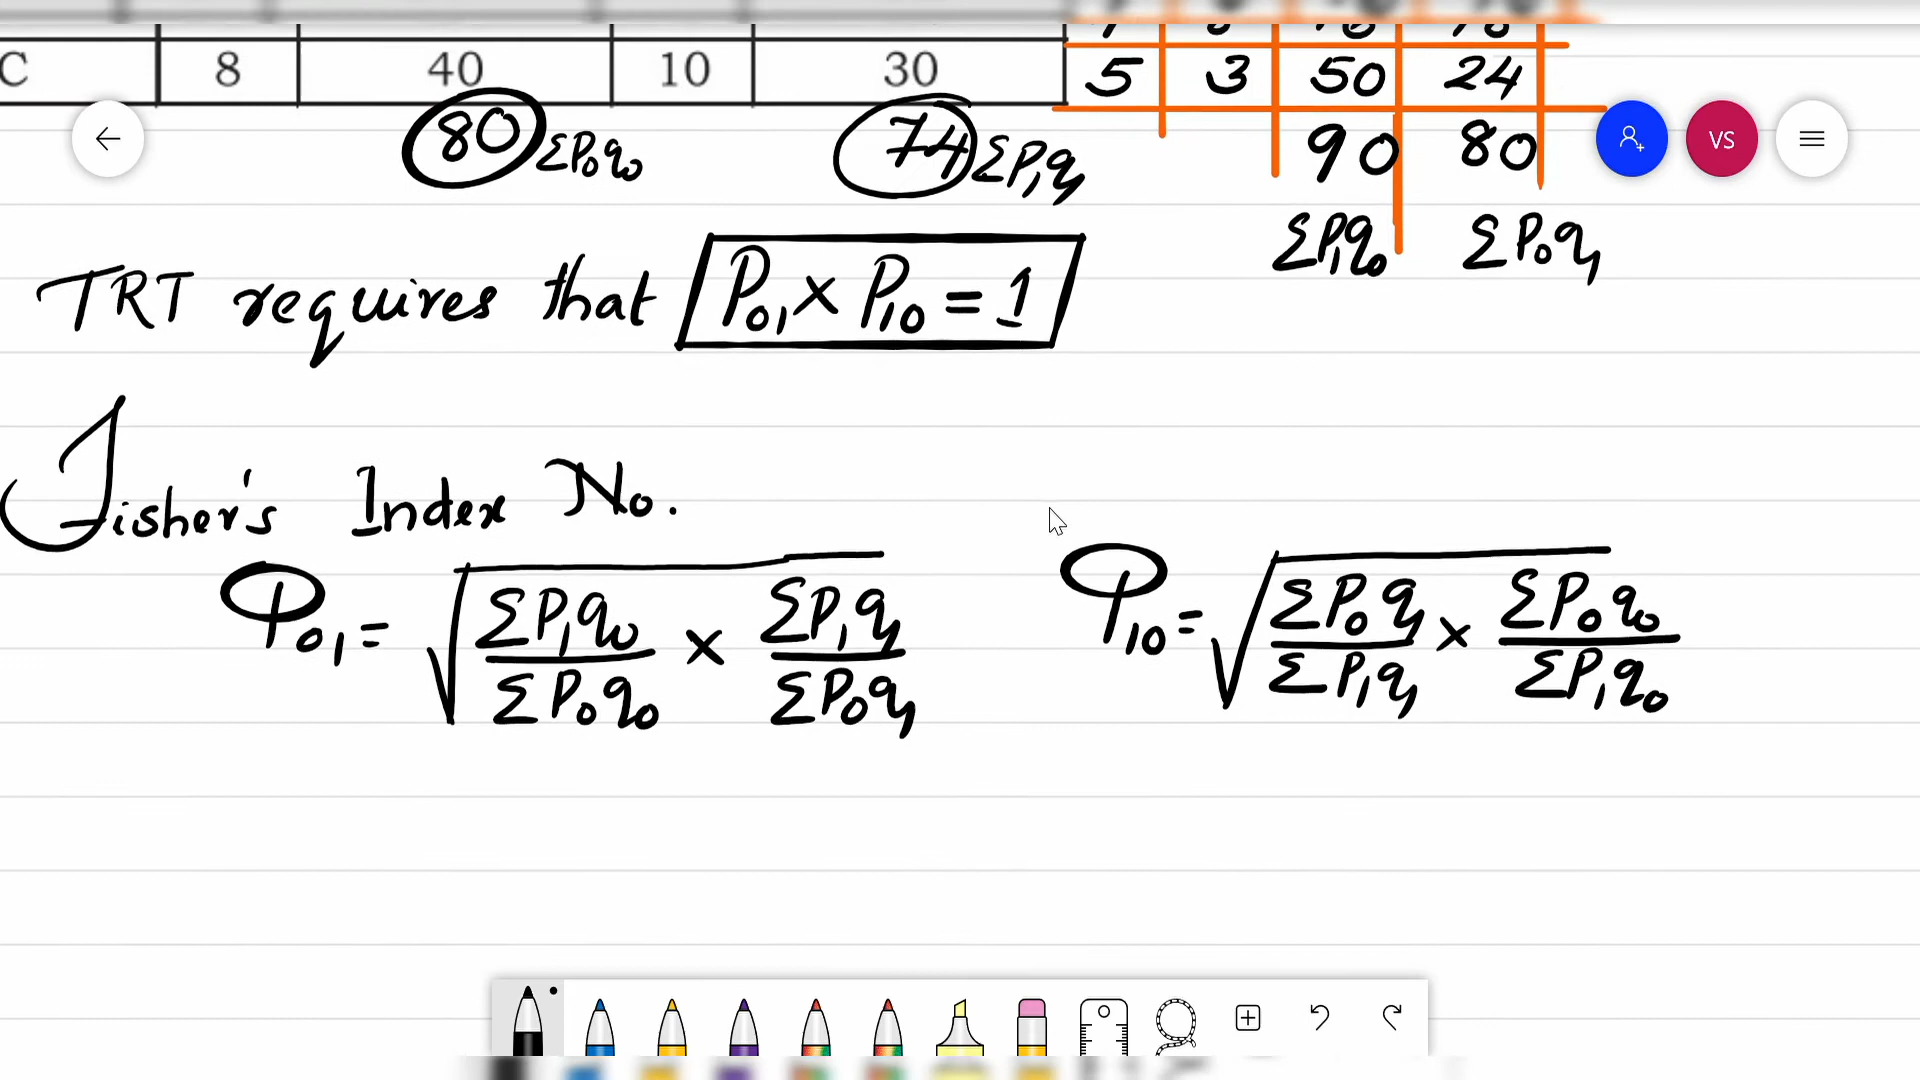 C 8 40 10 30 5 3 50 24
80 ΣP₀q₀ 74 ΣP₁q₁ 90 80
ΣP₁q₀ ΣP₀q₁
VS
TRT requires that P₀₁ × P₁₀ = 1
Fisher's Index No.
P₀₁ = √(ΣP₁q₀/ΣP₀q₀ × ΣP₁q₁/ΣP₀q₁) P₁₀ = √(ΣP₀q₁/ΣP₁q₁ × ΣP₀q₀/ΣP₁q₀)